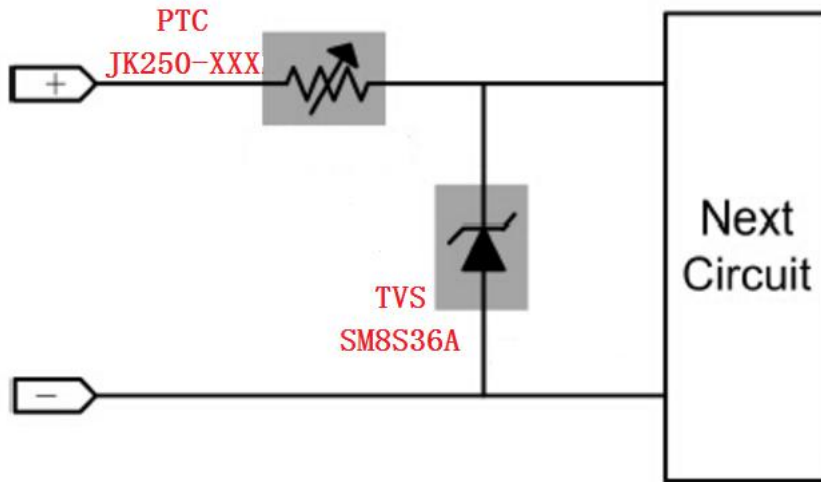 PTC
JK250-XXX
+
Next
Circuit
TVS
SM8S36A
−